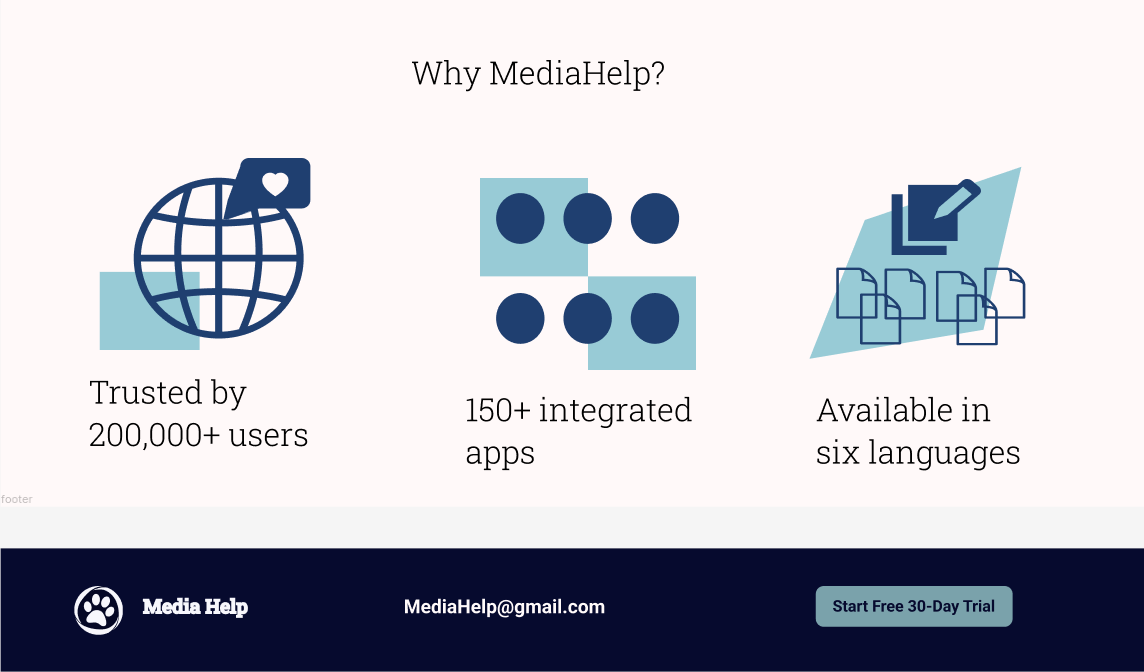 Why MediaHelp?
Trusted by
200,000+ users
150+ integrated
apps
Available in
six languages
footer
Media Help
MediaHelp@gmail.com
Start Free 30-Day Trial